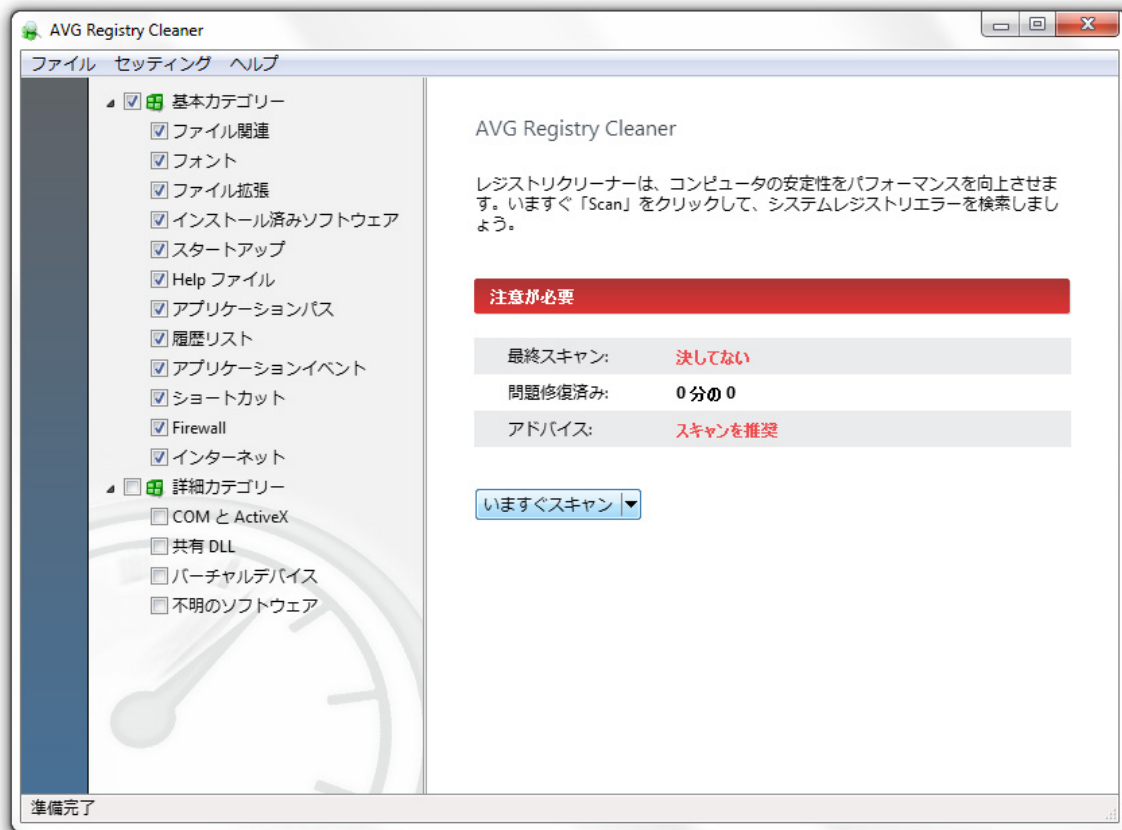 AVG Registry Cleaner
ファイル セッティング ヘルプ
基本カテゴリー
ファイル関連
フォント
ファイル拡張
インストール済みソフトウェア
スタートアップ
Help ファイル
アプリケーションパス
履歴リスト
アプリケーションイベント
ショートカット
Firewall
インターネット
詳細カテゴリー
COM と ActiveX
共有 DLL
バーチャルデバイス
不明のソフトウェア
AVG Registry Cleaner
レジストリクリーナーは、コンピュータの安定性をパフォーマンスを向上させま
す。いますぐ「Scan」をクリックして、システムレジストリエラーを検索しまし
ょう。
注意が必要
最終スキャン: 決してない
問題修復済み: 0 分の 0
アドバイス: スキャンを推奨
いますぐスキャン
準備完了